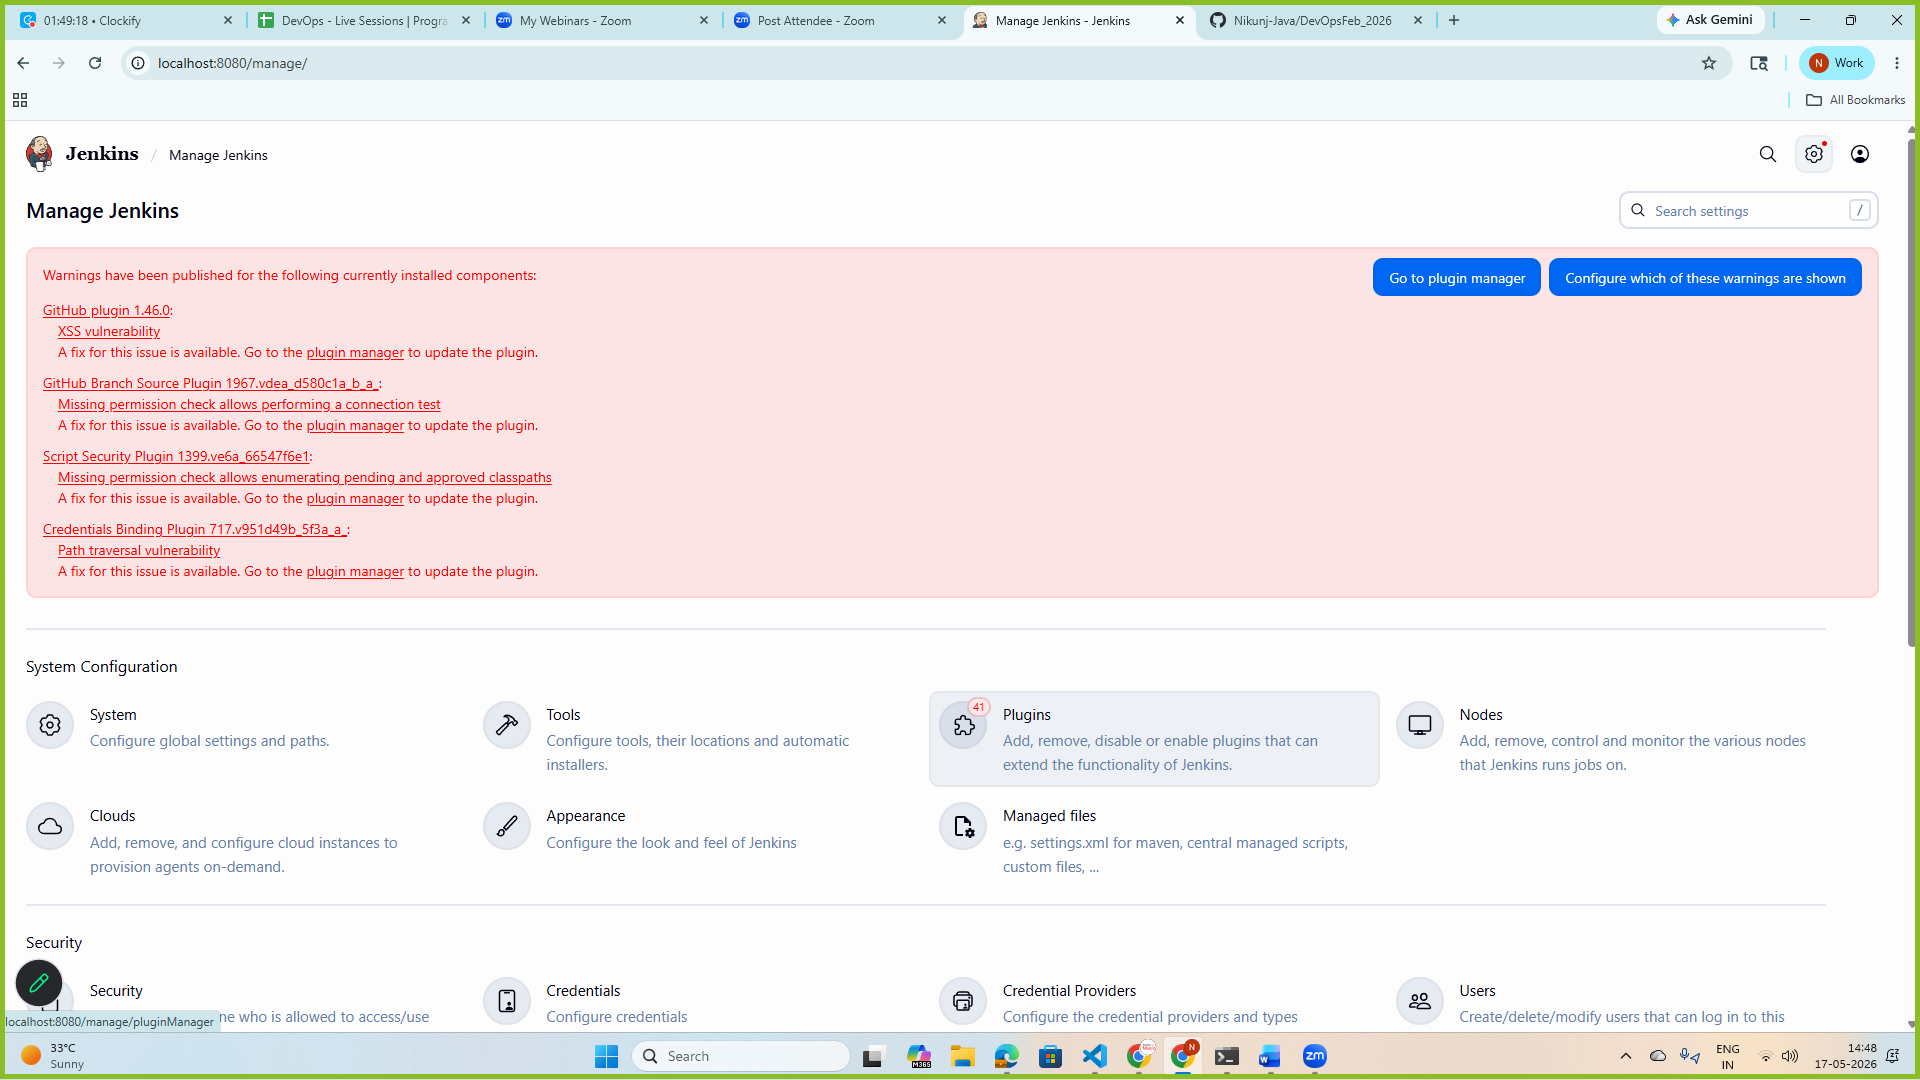 01:49:18 • Clockify
DevOps - Live Sessions | Progra
My Webinars - Zoom
Post Attendee - Zoom
Manage Jenkins - Jenkins
Nikunj-Java/DevOpsFeb_2026
Ask Gemini
localhost:8080/manage/
N Work
All Bookmarks
Jenkins / Manage Jenkins
Manage Jenkins
Search settings /
Warnings have been published for the following currently installed components:
Go to plugin manager
Configure which of these warnings are shown
GitHub plugin 1.46.0:
XSS vulnerability
A fix for this issue is available. Go to the plugin manager to update the plugin.
GitHub Branch Source Plugin 1967.vdea_d580c1a_b_a_:
Missing permission check allows performing a connection test
A fix for this issue is available. Go to the plugin manager to update the plugin.
Script Security Plugin 1399.ve6a_66547f6e1:
Missing permission check allows enumerating pending and approved classpaths
A fix for this issue is available. Go to the plugin manager to update the plugin.
Credentials Binding Plugin 717.v951d49b_5f3a_a_:
Path traversal vulnerability
A fix for this issue is available. Go to the plugin manager to update the plugin.
System Configuration
System
Configure global settings and paths.
Tools
Configure tools, their locations and automatic
installers.
41
Plugins
Add, remove, disable or enable plugins that can
extend the functionality of Jenkins.
Nodes
Add, remove, control and monitor the various nodes
that Jenkins runs jobs on.
Clouds
Add, remove, and configure cloud instances to
provision agents on-demand.
Appearance
Configure the look and feel of Jenkins
Managed files
e.g. settings.xml for maven, central managed scripts,
custom files, ...
Security
Security
ne who is allowed to access/use
Credentials
Configure credentials
Credential Providers
Configure the credential providers and types
Users
Create/delete/modify users that can log in to this
localhost:8080/manage/pluginManager
33°C
Sunny
Search
M365
N
zm
ENG
IN
14:48
17-05-2026